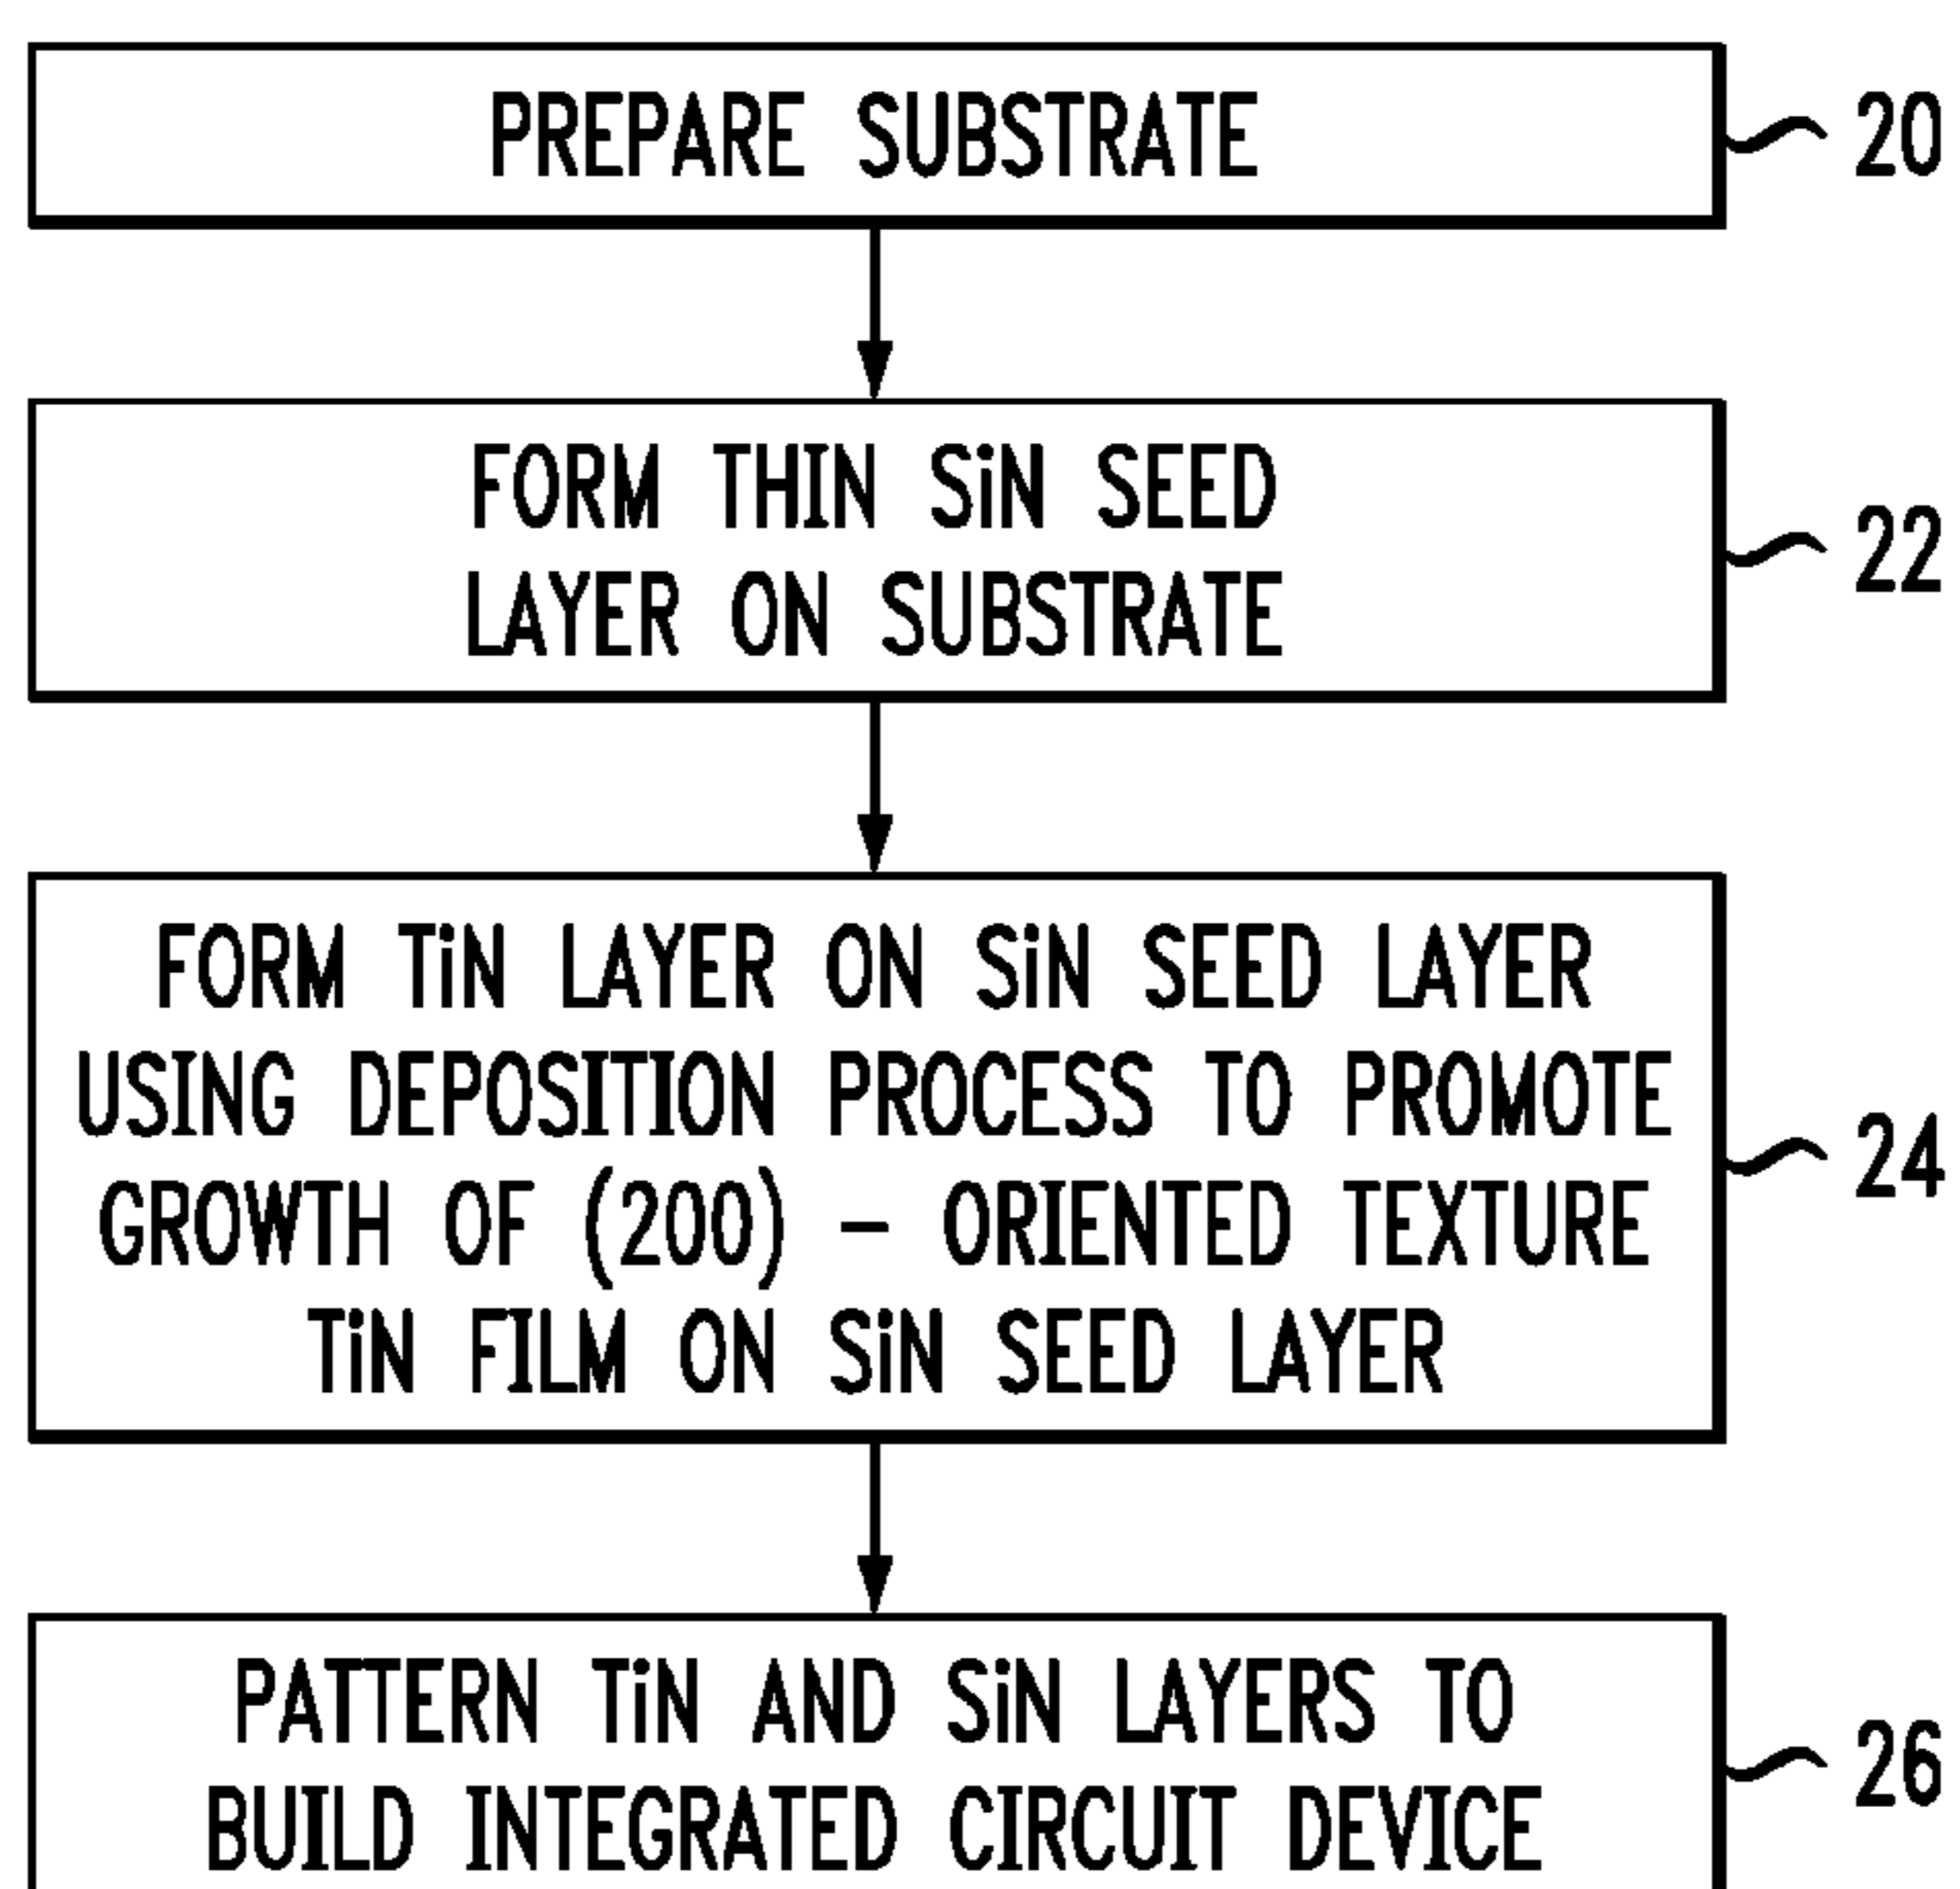 PREPARE SUBSTRATE
20
FORM THIN SiN SEED
LAYER ON SUBSTRATE
22
FORM TiN LAYER ON SiN SEED LAYER
USING DEPOSITION PROCESS TO PROMOTE
GROWTH OF (200) - ORIENTED TEXTURE
TiN FILM ON SiN SEED LAYER
24
PATTERN TiN AND SiN LAYERS TO
BUILD INTEGRATED CIRCUIT DEVICE
26